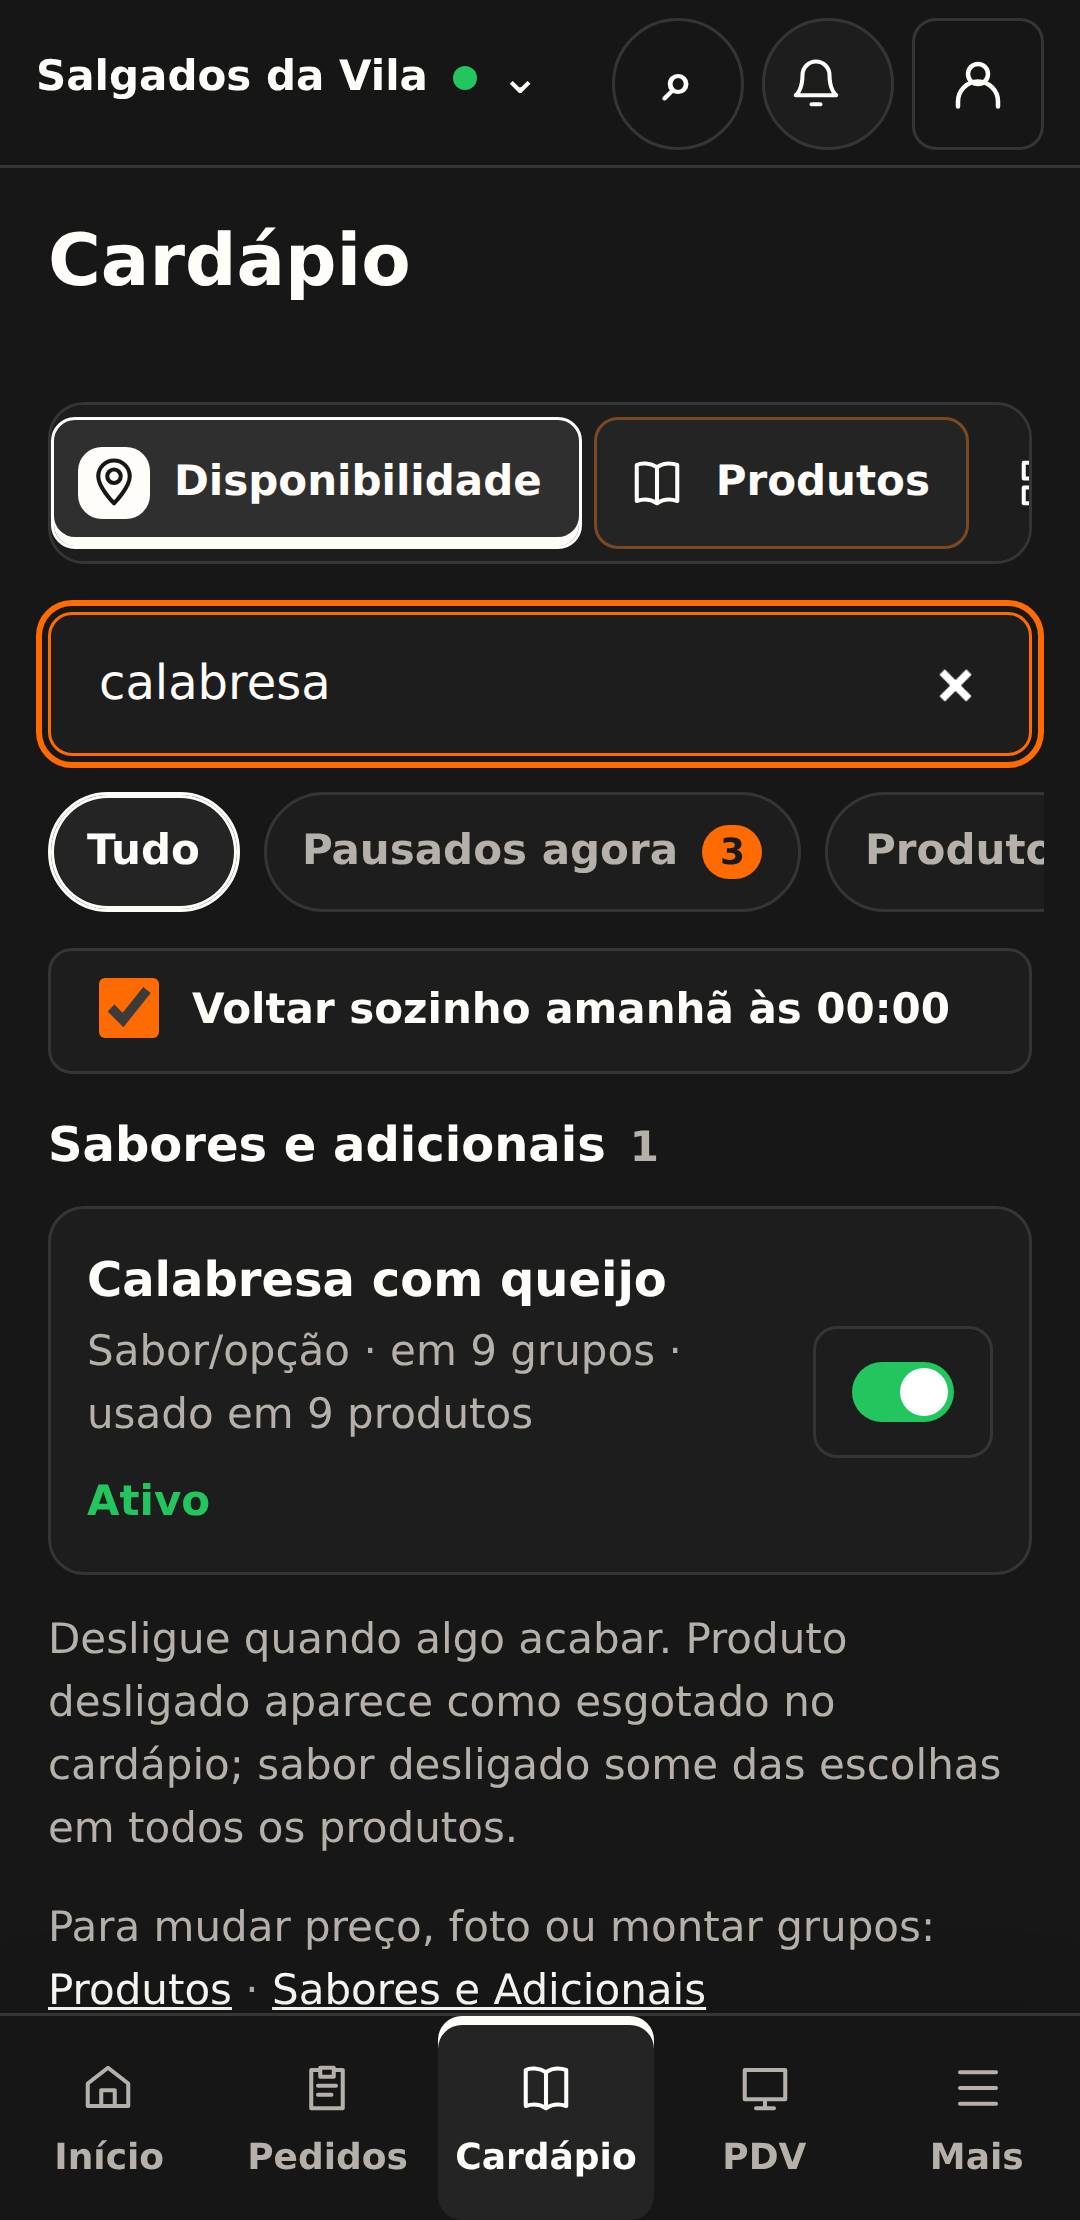 Salgados da Vila
Cardápio
Disponibilidade
Produtos
calabresa
Tudo
Pausados agora 3
Voltar sozinho amanhã às 00:00
Sabores e adicionais 1
Calabresa com queijo
Sabor/opção · em 9 grupos ·
usado em 9 produtos
Ativo
Desligue quando algo acabar. Produto
desligado aparece como esgotado no
cardápio; sabor desligado some das escolhas
em todos os produtos.
Para mudar preço, foto ou montar grupos:
Produtos · Sabores e Adicionais
Início
Pedidos
Cardápio
PDV
Mais